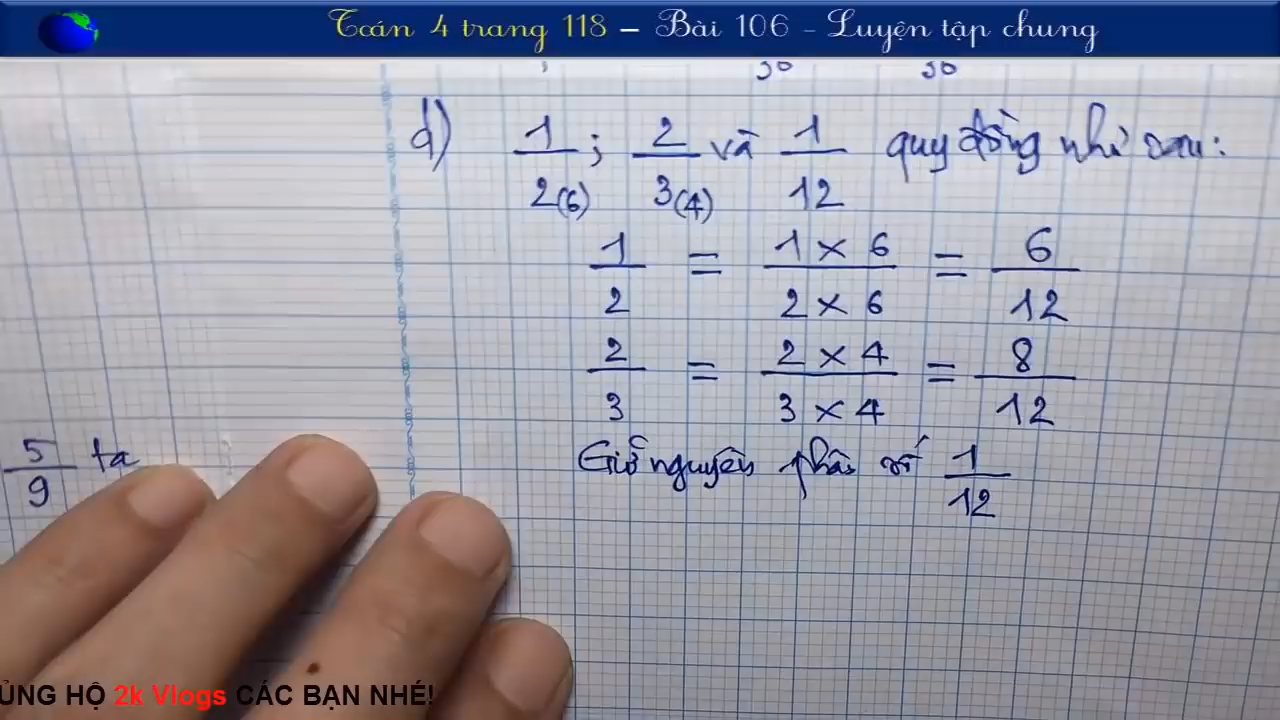 Toán 4 trang 118 – Bài 106 - Luyện tập chung
d) 1/2(6) ; 2/3(4) và 1/12 quy đồng như sau:
1/2 = 1 x 6/2 x 6 = 6/12
2/3 = 2 x 4/3 x 4 = 8/12
5/9 ta
Giữ nguyên phân số 1/12
ỦNG HỘ 2k Vlogs CÁC BẠN NHÉ!